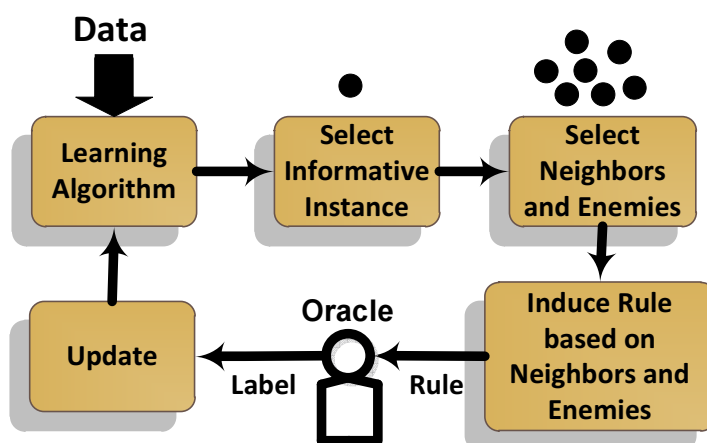 Data
Learning
Algorithm
Select
Informative
Instance
Select
Neighbors
and Enemies
Induce Rule
based on
Neighbors and
Enemies
Rule
Oracle
Label
Update